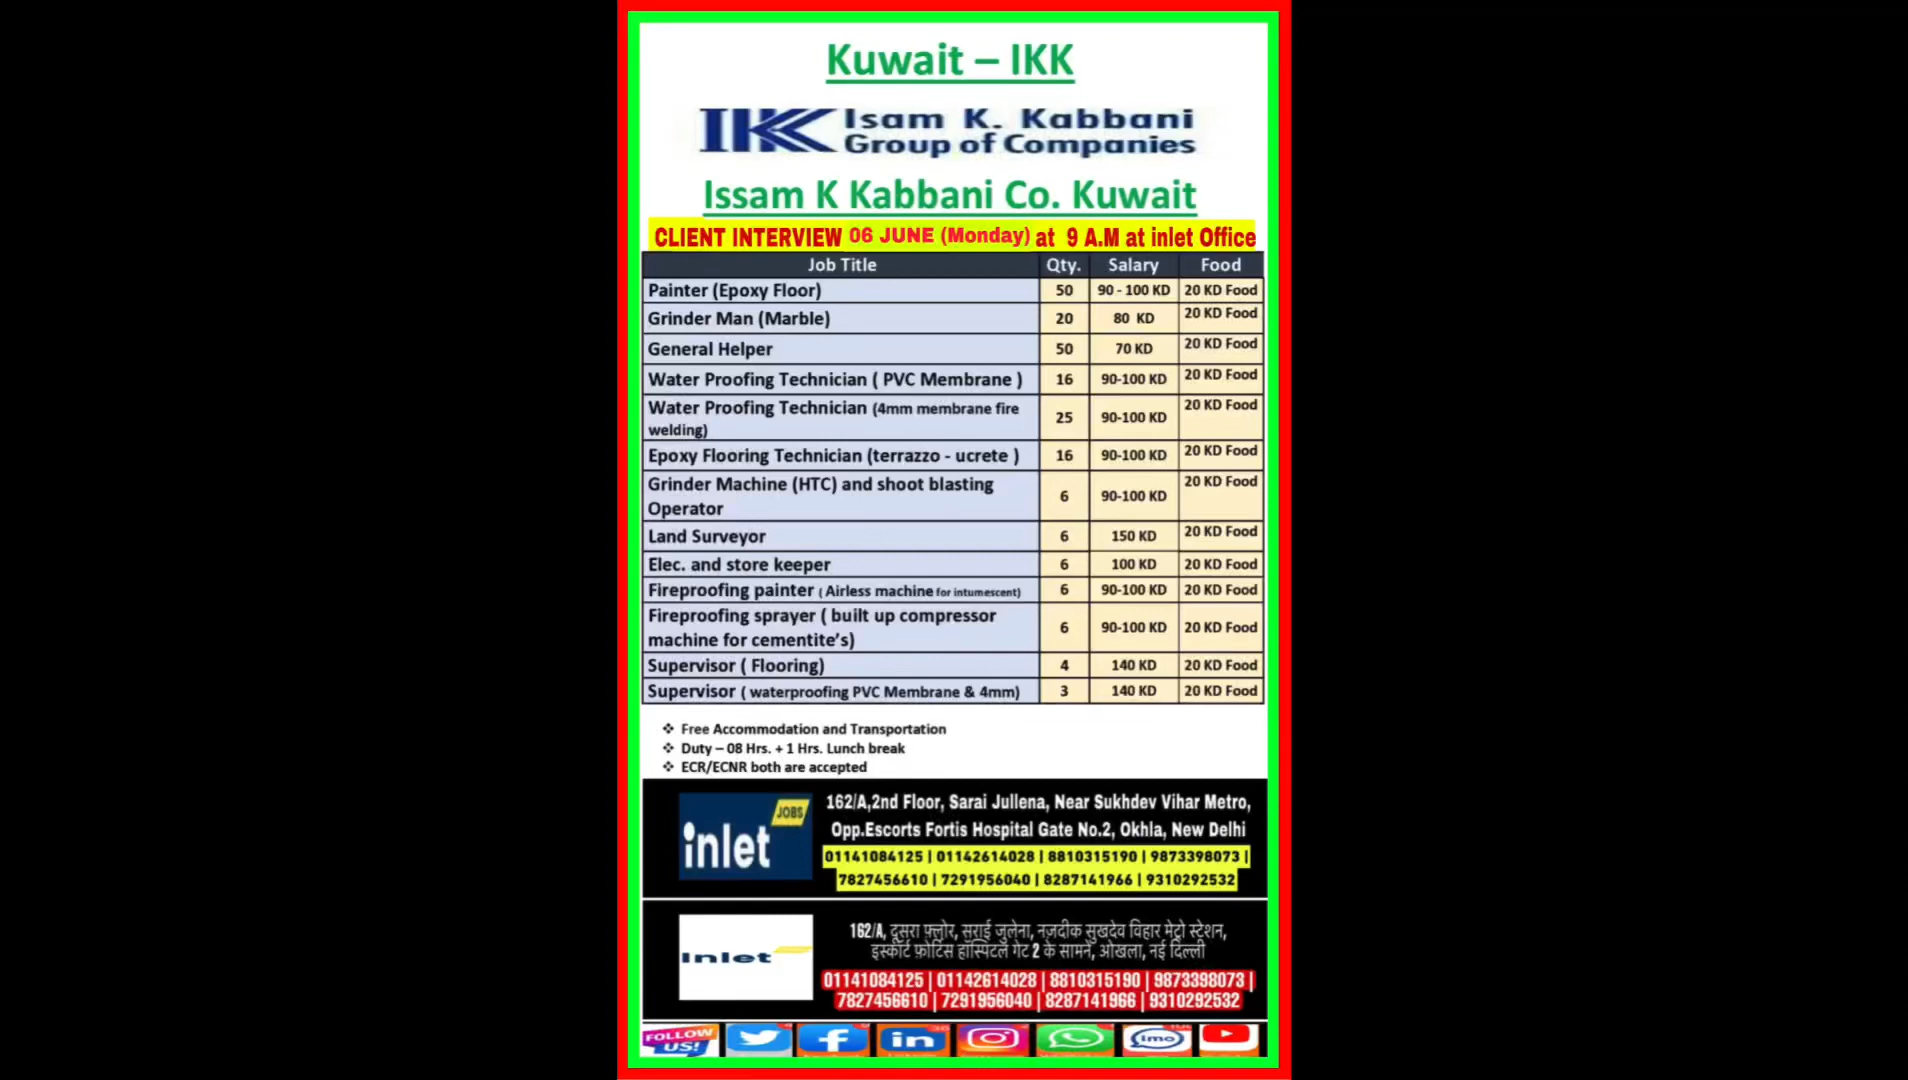 Kuwait – IKK
IKK Isam K. Kabbani
Group of Companies
Issam K Kabbani Co. Kuwait
CLIENT INTERVIEW 06 JUNE (Monday) at 9 A.M at inlet Office
Job Title Qty. Salary Food
Painter (Epoxy Floor) 50 90 - 100 KD 20 KD Food
Grinder Man (Marble) 20 80 KD 20 KD Food
General Helper 50 70 KD 20 KD Food
Water Proofing Technician ( PVC Membrane ) 16 90-100 KD 20 KD Food
Water Proofing Technician (4mm membrane fire
welding) 25 90-100 KD 20 KD Food
Epoxy Flooring Technician (terrazzo - ucrete ) 16 90-100 KD 20 KD Food
Grinder Machine (HTC) and shoot blasting
Operator 6 90-100 KD 20 KD Food
Land Surveyor 6 150 KD 20 KD Food
Elec. and store keeper 6 100 KD 20 KD Food
Fireproofing painter ( Airless machine for intumescent) 6 90-100 KD 20 KD Food
Fireproofing sprayer ( built up compressor
machine for cementite’s) 6 90-100 KD 20 KD Food
Supervisor ( Flooring) 4 140 KD 20 KD Food
Supervisor ( waterproofing PVC Membrane & 4mm) 3 140 KD 20 KD Food
❖ Free Accommodation and Transportation
❖ Duty – 08 Hrs. + 1 Hrs. Lunch break
❖ ECR/ECNR both are accepted
inlet JOBS
162/A,2nd Floor, Sarai Jullena, Near Sukhdev Vihar Metro,
Opp.Escorts Fortis Hospital Gate No.2, Okhla, New Delhi
01141084125 | 01142614028 | 8810315190 | 9873398073 |
7827456610 | 7291956040 | 8287141966 | 9310292532
Inlet
162/A, दूसरा फ़्लोर, सराई जुलेना, नज़दीक सुखदेव विहार मेट्रो स्टेशन,
इस्कॉर्ट फ़ोर्टिस हॉस्पिटल गेट 2 के सामने, ओखला, नई दिल्ली
01141084125 | 01142614028 | 8810315190 | 9873398073 |
7827456610 | 7291956040 | 8287141966 | 9310292532
FOLLOW
US!
in
imo